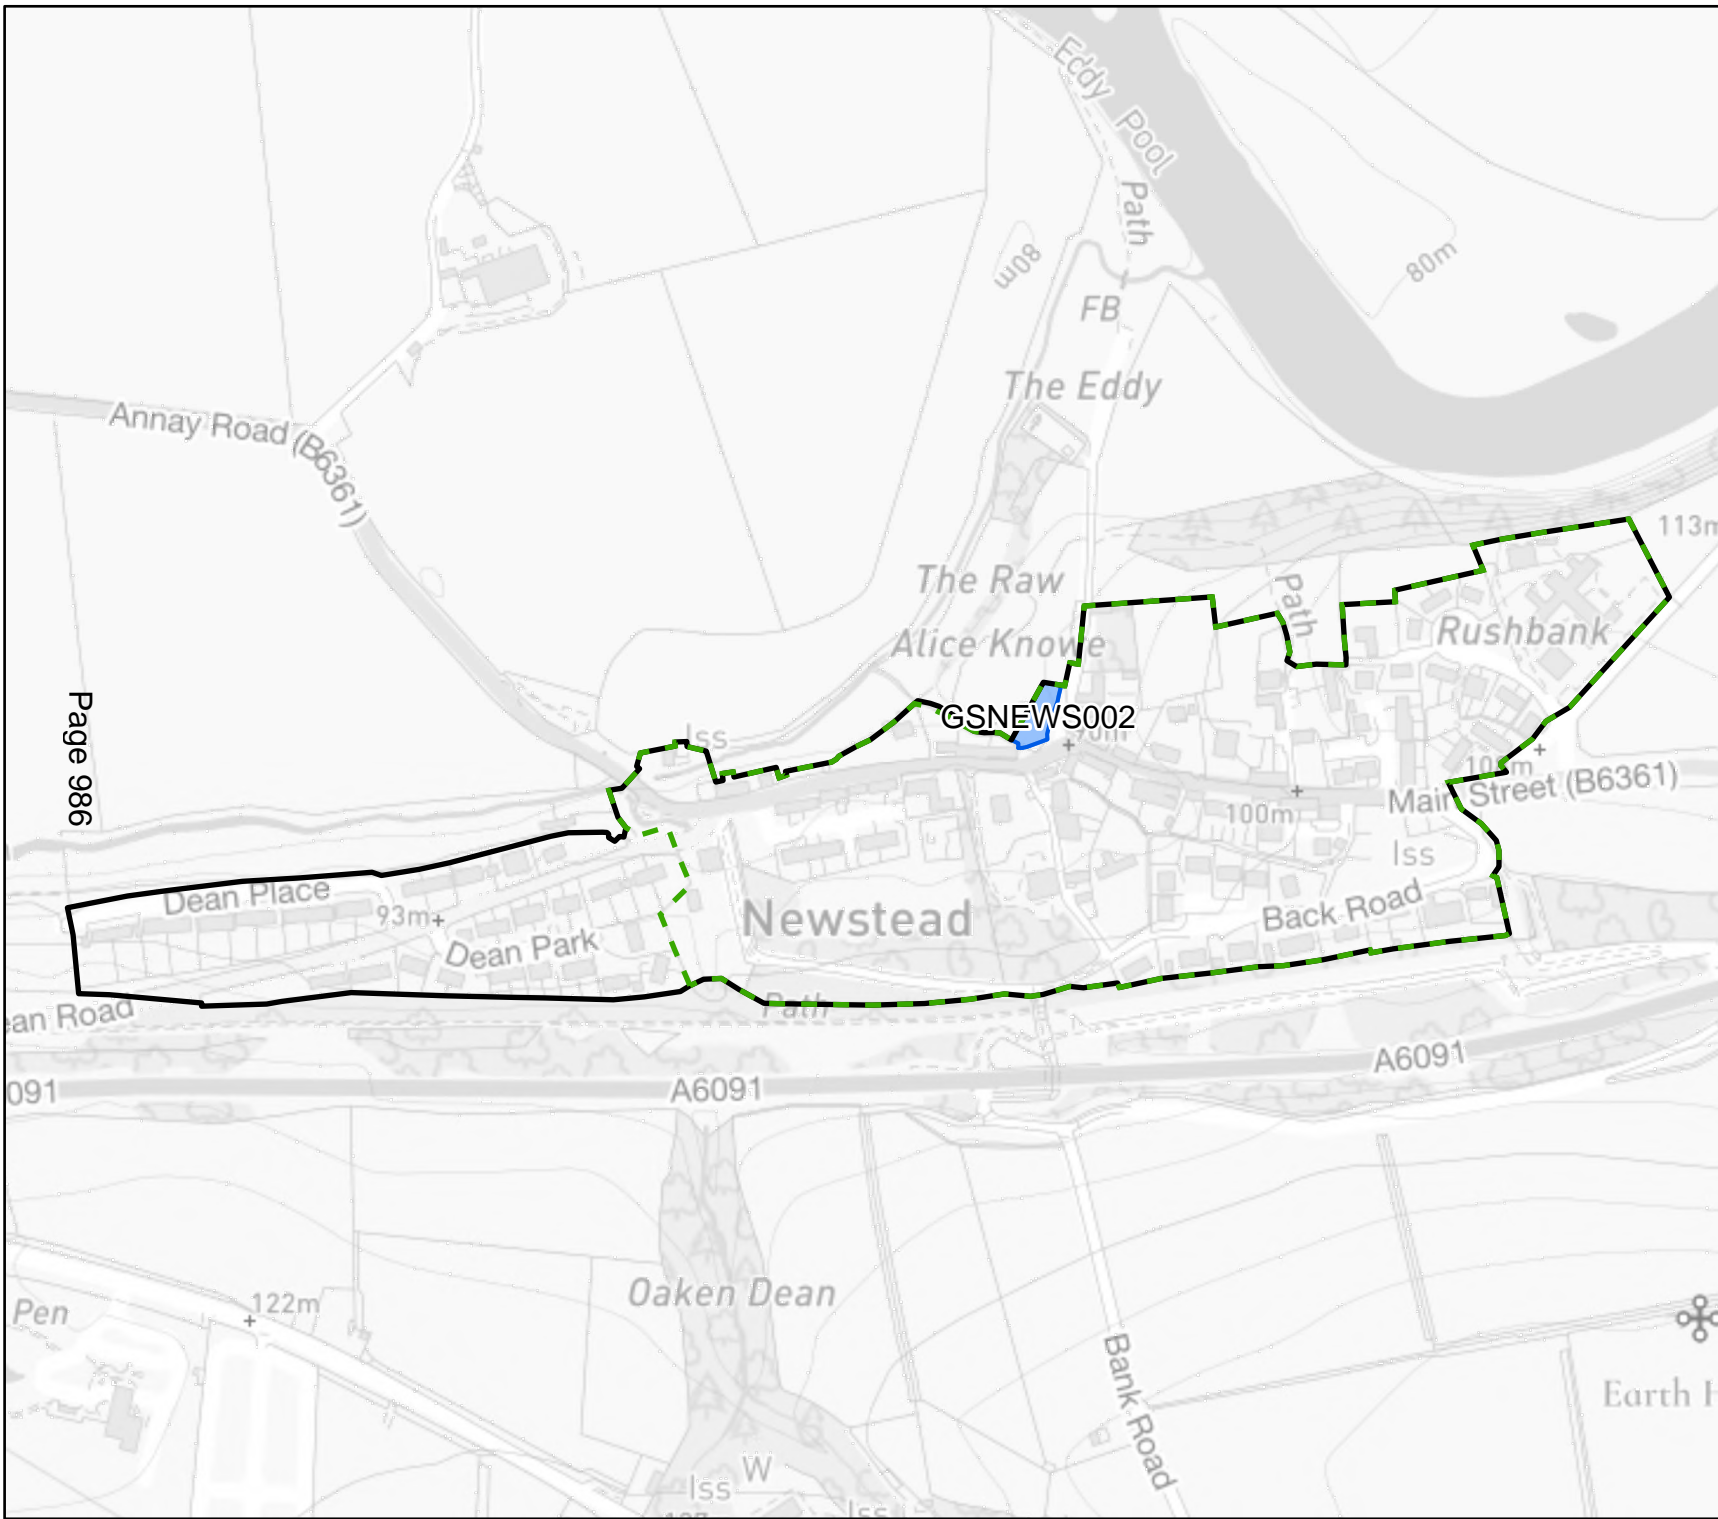 Eddy Pool
Path
80m
80m
FB
The Eddy
Annay Road (B6361)
113m
The Raw
Path
Alice Knowe
Rushbank
Page 986
Iss
GSNEWS002
90m
Main Street (B6361)
100m
Iss
Dean Place
93m
Newstead
Back Road
Dean Park
Path
ean Road
A6091
091
A6091
Oaken Dean
122m
Pen
Bank Road
Earth H
W
Iss
Iss